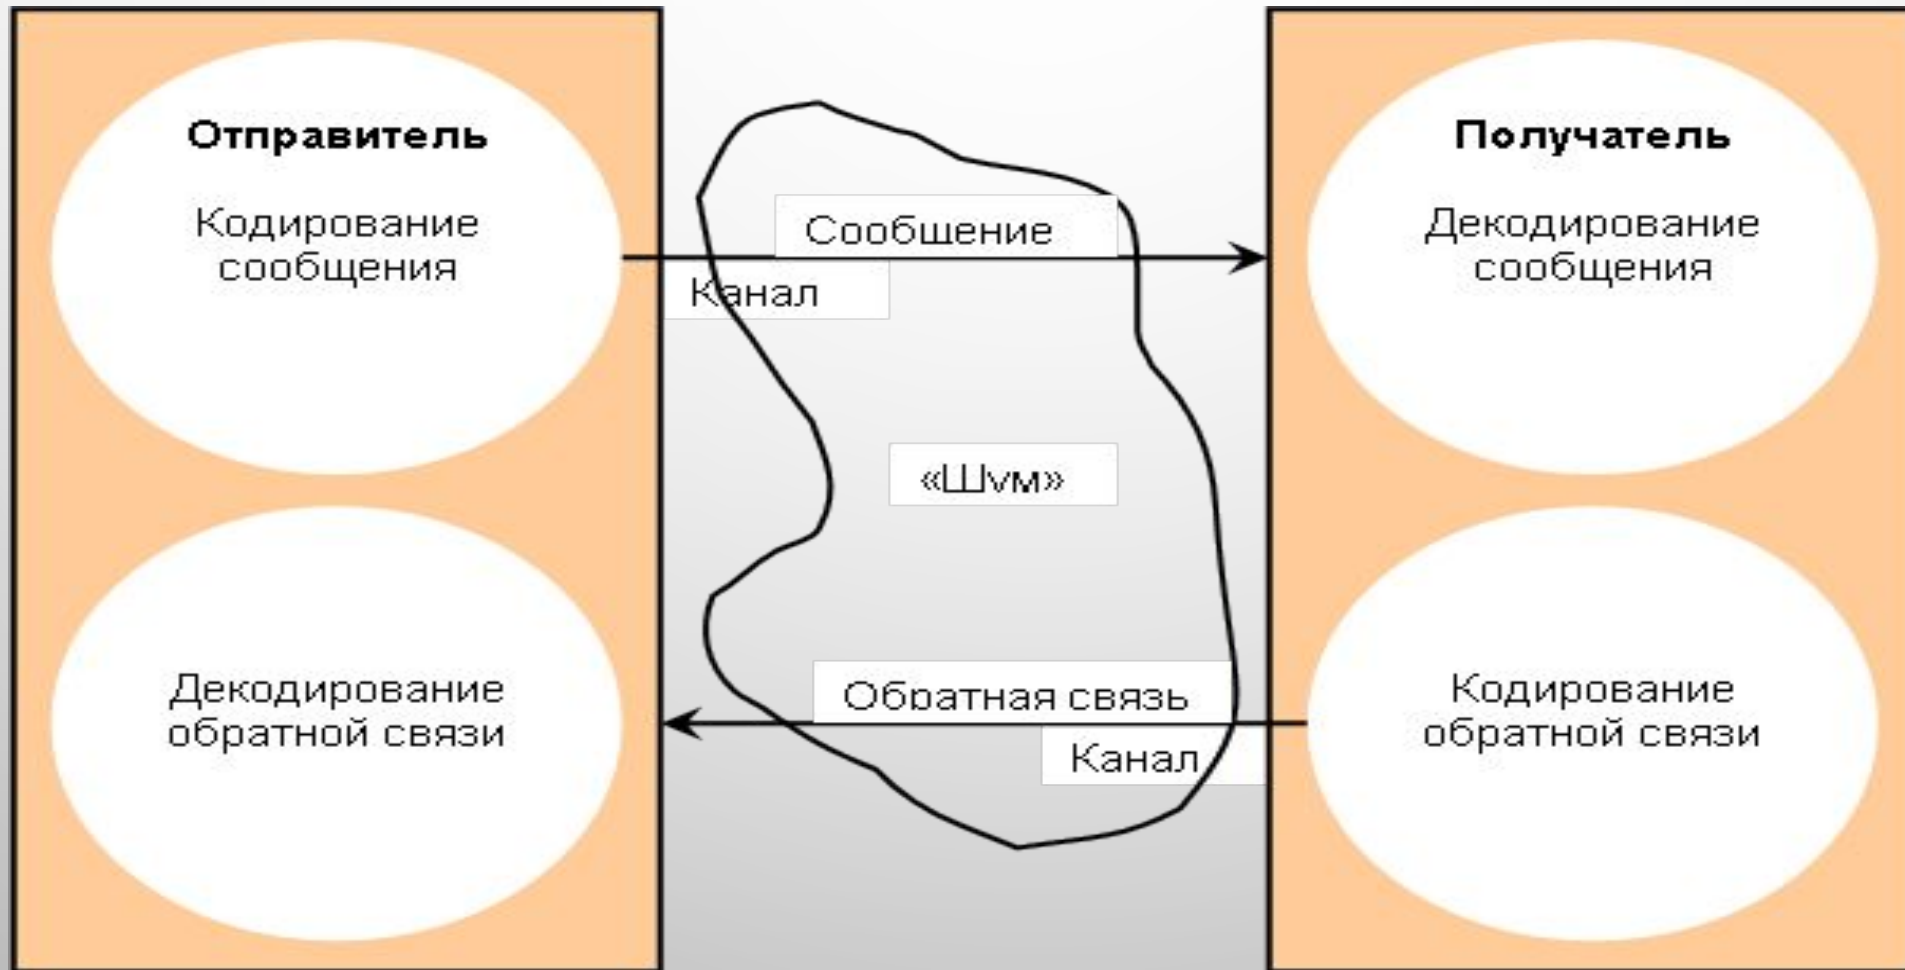 Отправитель
Кодирование
сообщения
Сообщение
Канал
Получатель
Декодирование
сообщения
«Шум»
Декодирование
обратной связи
Обратная связь
Канал
Кодирование
обратной связи